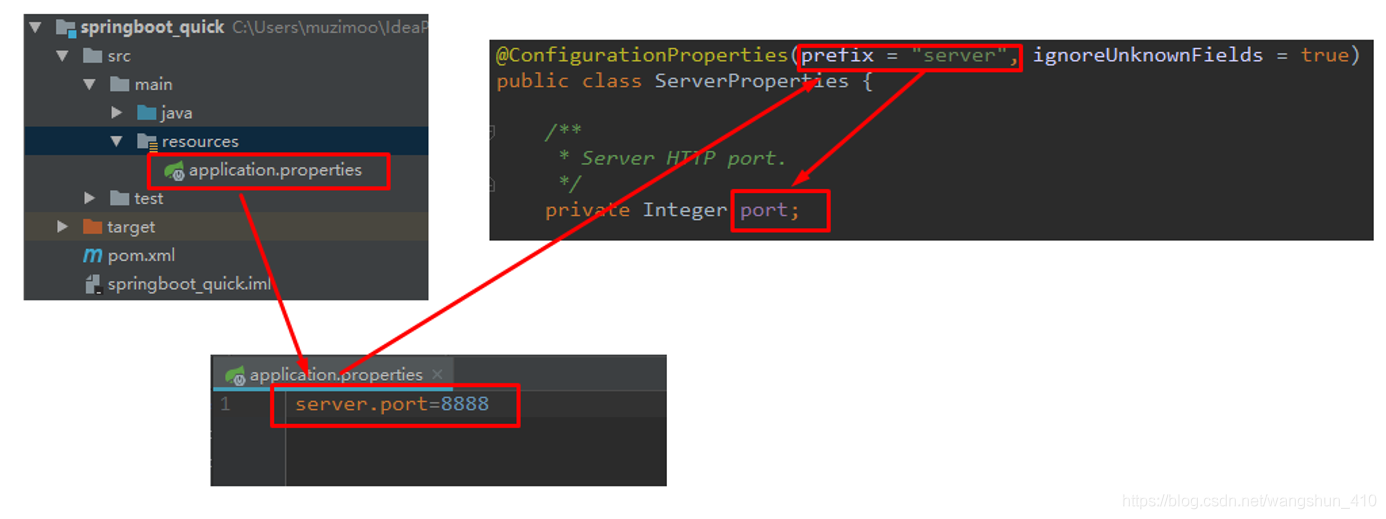 springboot_quick C:\Users\muzimoo\IdeaP
src
main
java
resources
application.properties
test
target
pom.xml
springboot_quick.iml
@ConfigurationProperties(prefix = "server", ignoreUnknownFields = true)
public class ServerProperties {
/**
* Server HTTP port.
*/
private Integer port;
application.properties ×
1 server.port=8888
https://blog.csdn.net/wangshun_410